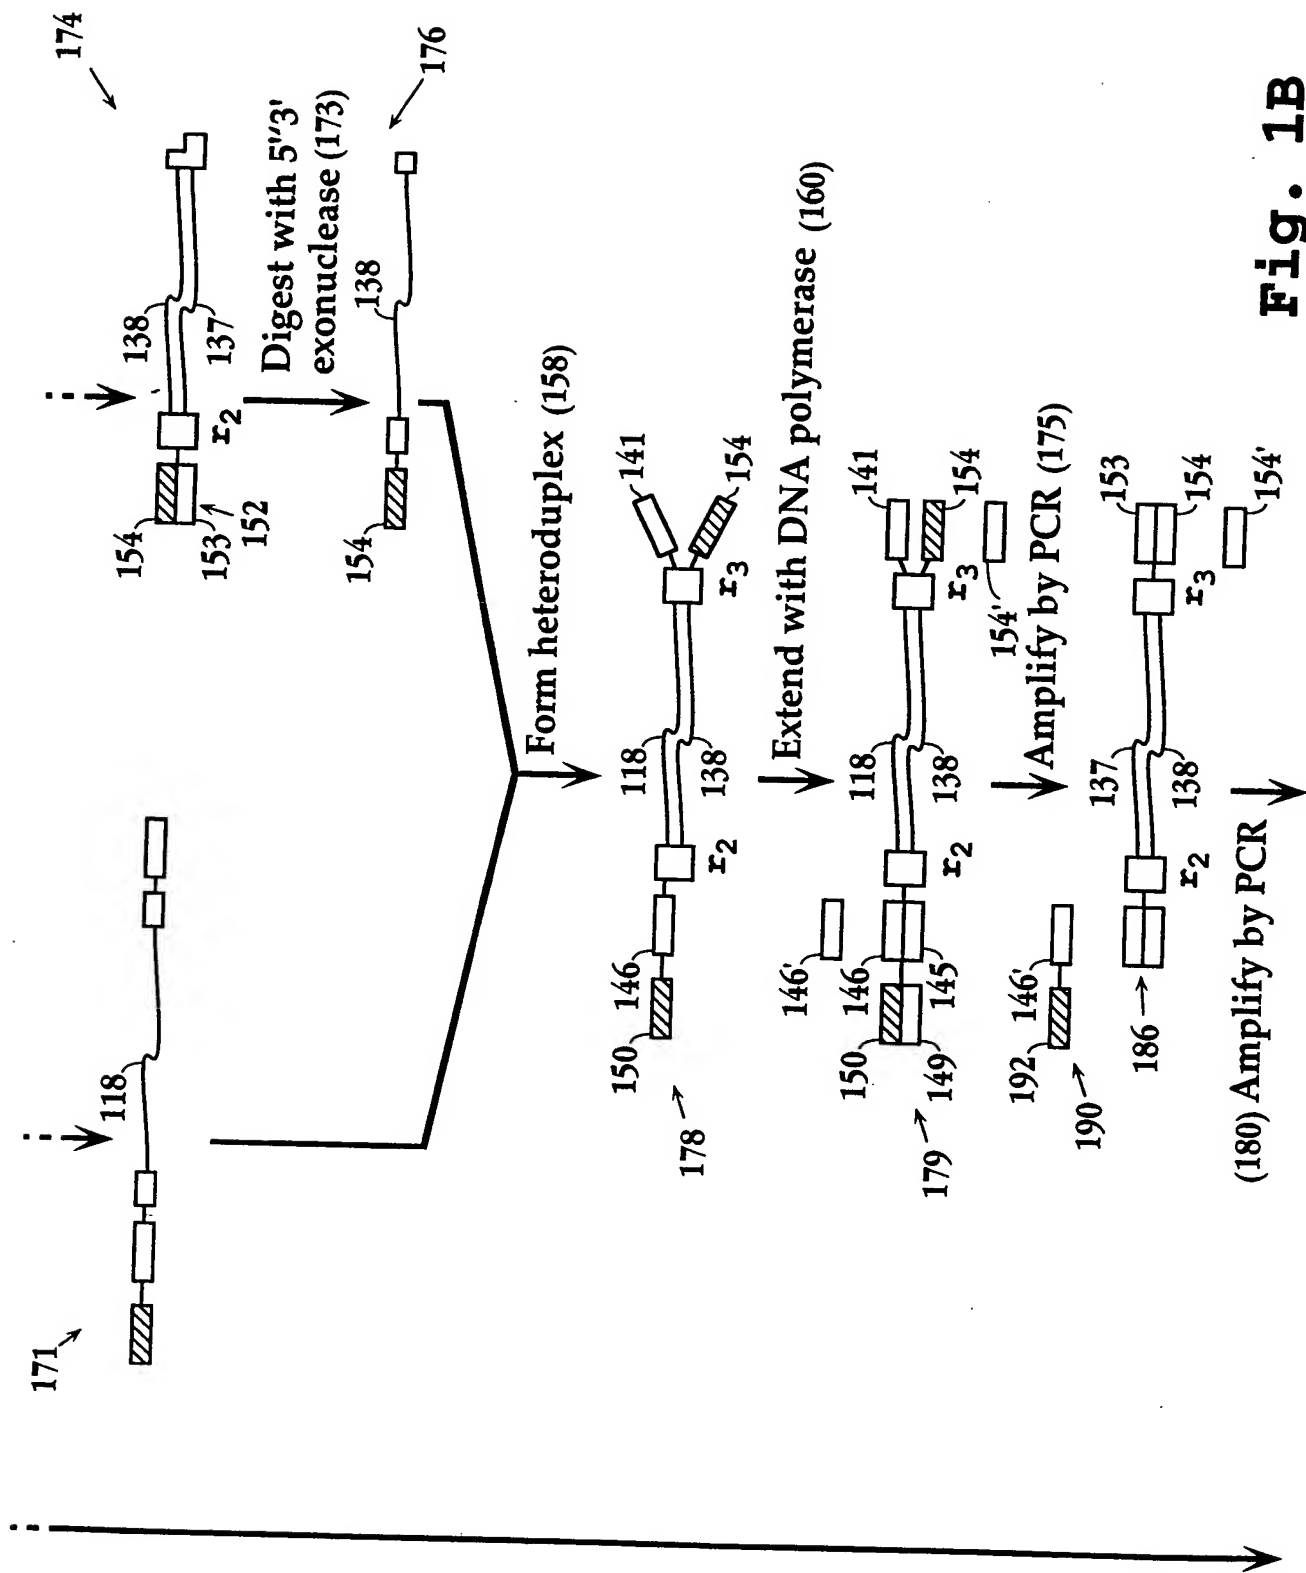 174
154
153
152
r2
138
137
Digest with 5"3'
exonuclease (173)
176
154
138
171
118
Form heteroduplex (158)
178
150
146
118
138
r2
r3
141
154
Extend with DNA polymerase (160)
179
146'
150
149
146
145
118
138
r2
r3
141
154
154'
Amplify by PCR (175)
190
192
146'
186
137
138
r2
r3
153
154
154'
(180) Amplify by PCR
Fig. 1B